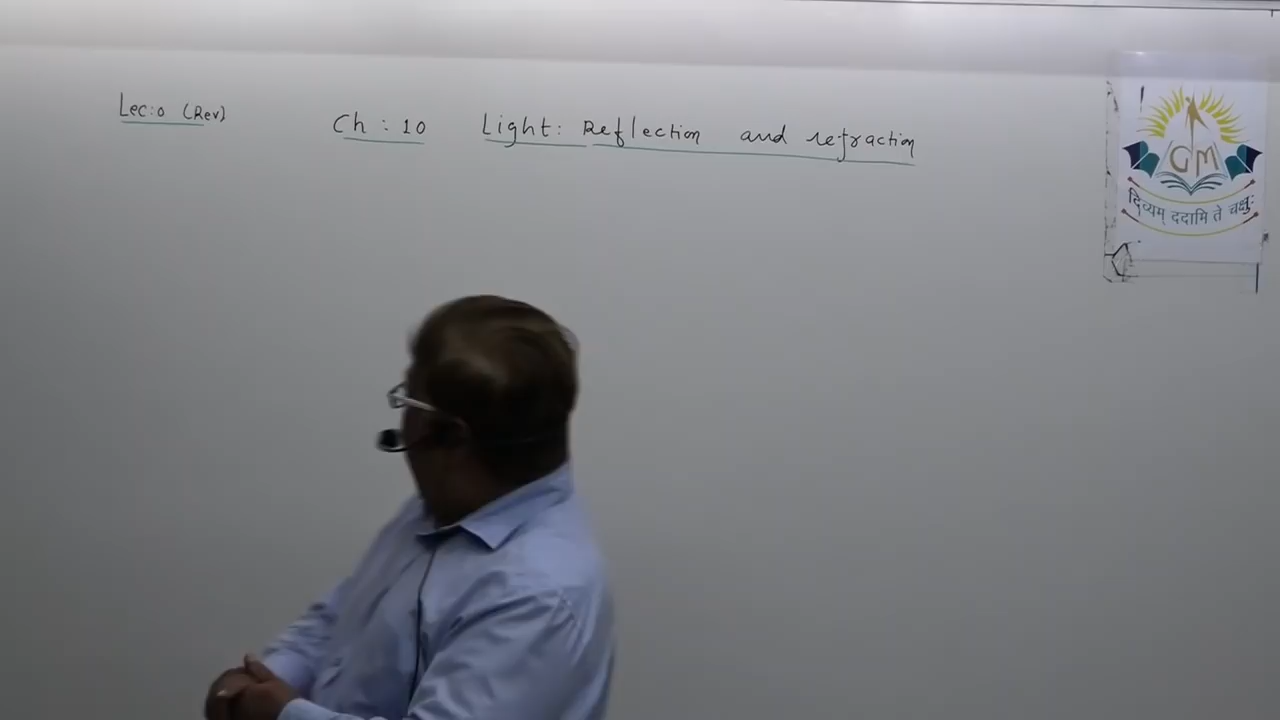 Lec:0 (Rev)
Ch : 10 Light: Reflection and refraction
GM
दिव्यम् ददामि ते चक्षुः